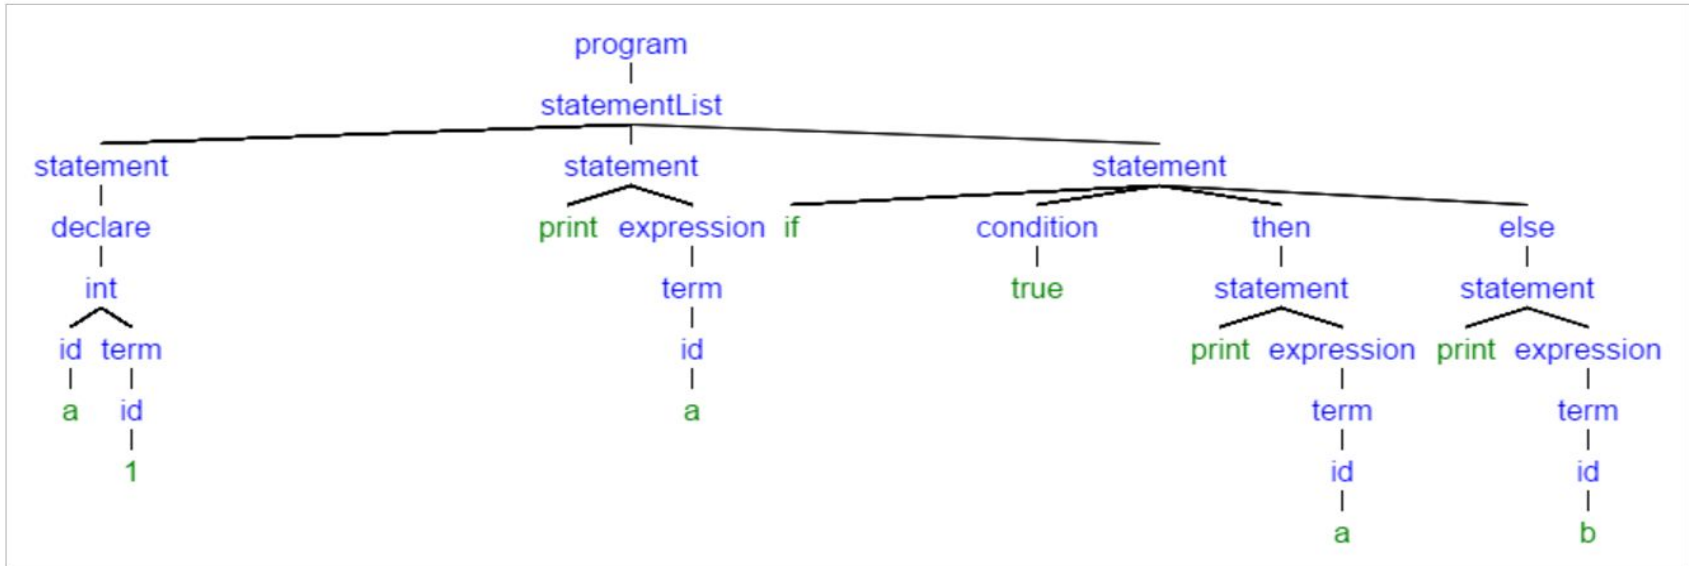 program
statementList
statement statement statement
declare print expression if condition then else
int term true statement statement
id term id print expression print expression
a id a term term
1 id id
a b